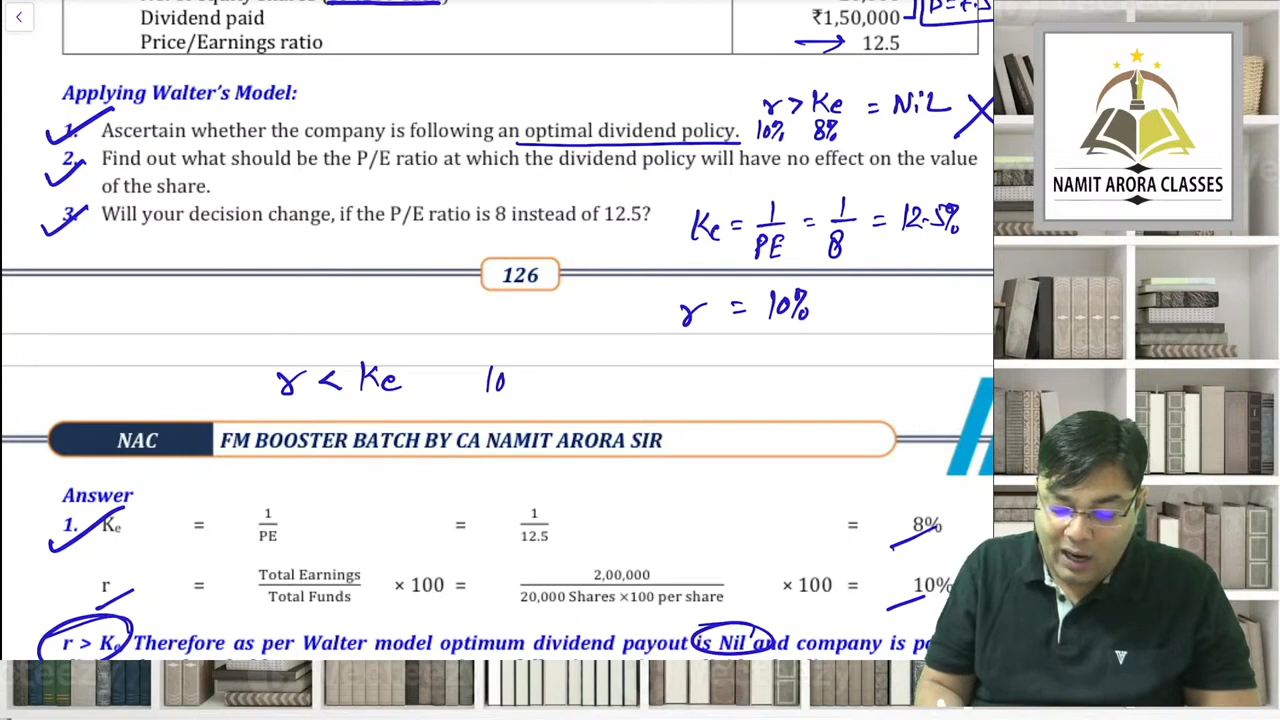 Dividend paid ₹1,50,000
Price/Earnings ratio → 12.5
Applying Walter's Model:
r > Ke = Nil
1. Ascertain whether the company is following an optimal dividend policy. 10% 8%
2. Find out what should be the P/E ratio at which the dividend policy will have no effect on the value
of the share.
3. Will your decision change, if the P/E ratio is 8 instead of 12.5?
Ke = 1/PE = 1/8 = 12.5%
126
r = 10%
r < Ke 10
NAC FM BOOSTER BATCH BY CA NAMIT ARORA SIR
Answer
1. Ke = 1/PE = 1/12.5 = 8%
r = Total Earnings/Total Funds × 100 = 2,00,000/20,000 Shares ×100 per share × 100 = 10%
r > Ke Therefore as per Walter model optimum dividend payout is 'Nil' and company is
NAMIT ARORA CLASSES